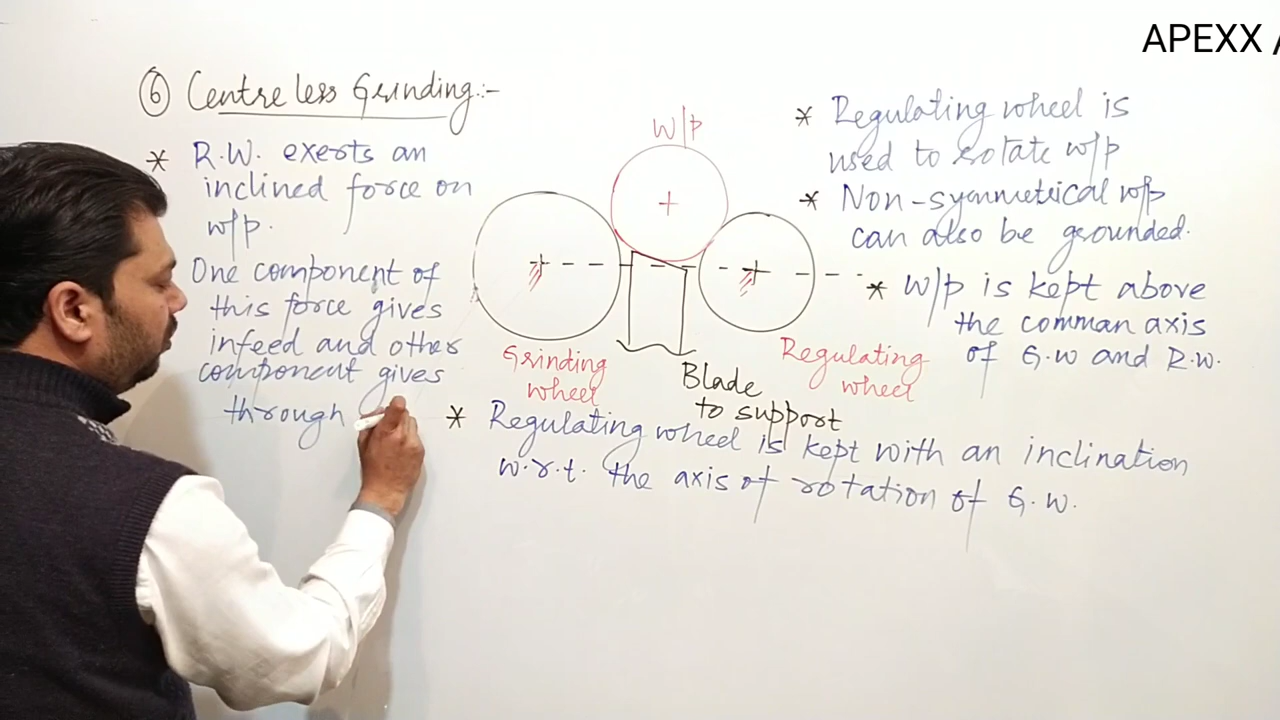 APEXX
⑥ Centre less Grinding:-
* R.W. exerts an
inclined force on
w/p.
One component of
this force gives
infeed and other
component gives
through
W/P
Grinding
wheel
Blade
to support
Regulating
wheel
* Regulating wheel is
used to rotate w/p
* Non-symmetrical w/p
can also be grounded.
* W/p is kept above
the comman axis
of G.W and R.W.
* Regulating wheel is kept with an inclination
w.r.t. the axis of rotation of G.W.